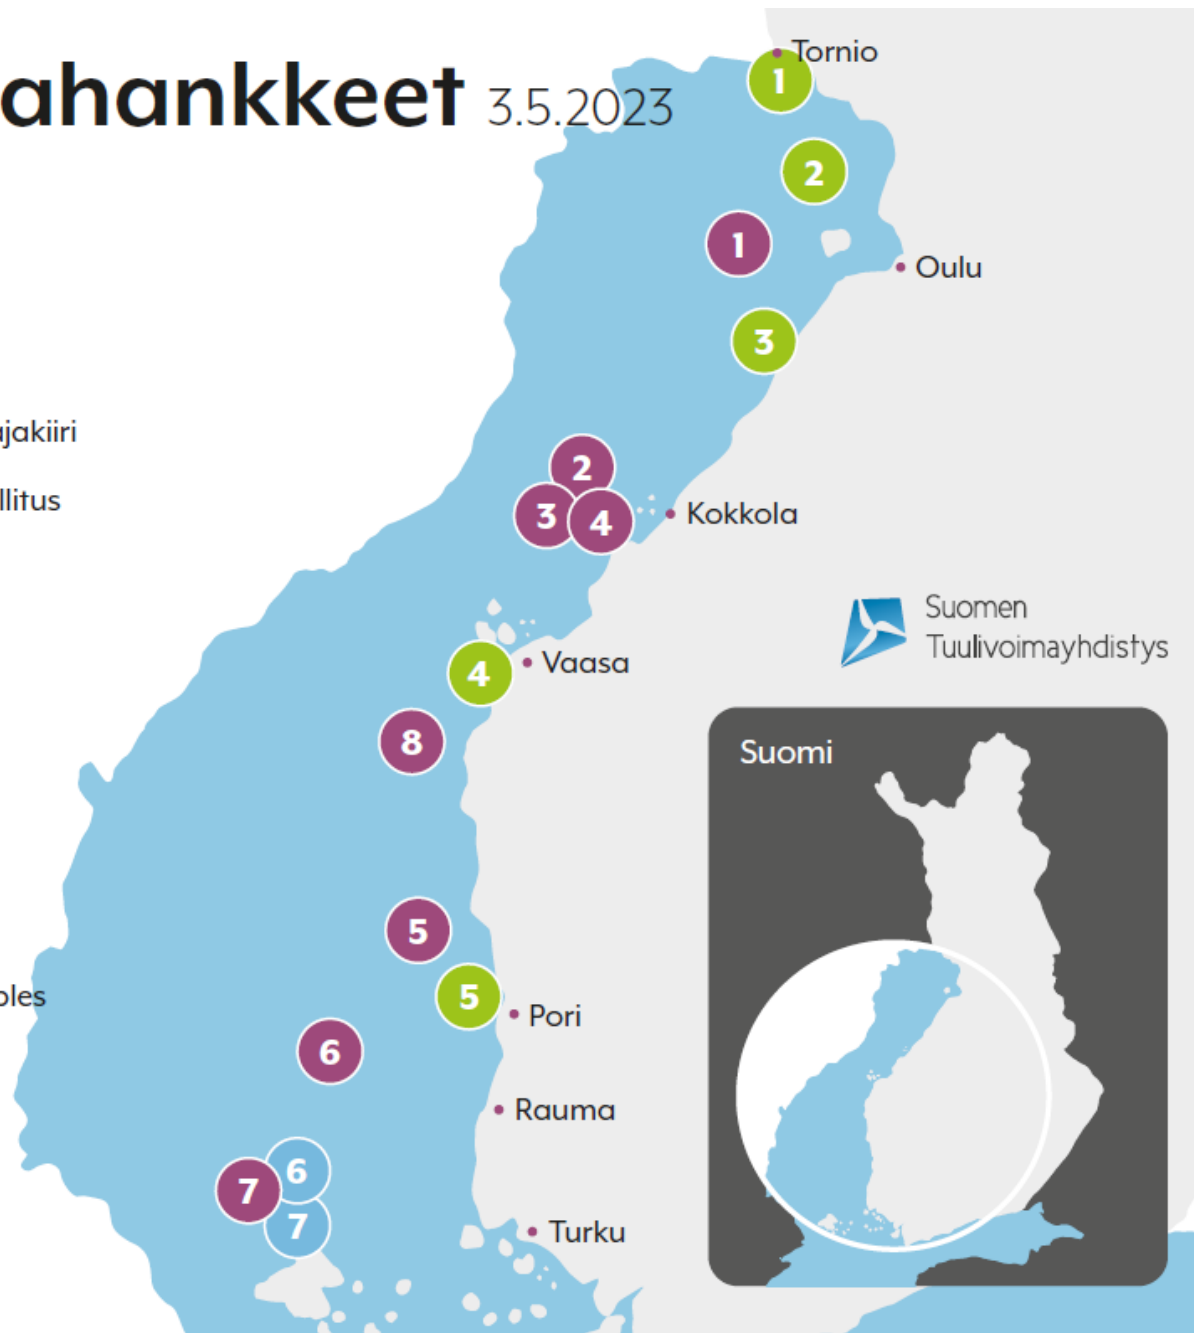 ahankkeet 3.5.2023
Tornio
1
2
1
Oulu
3
jakiiri
2
llitus
3
4
Kokkola
Suomen
Tuulivoimayhdistys
4
Vaasa
8
Suomi
5
5
Pori
6
Rauma
6
7
7
Turku